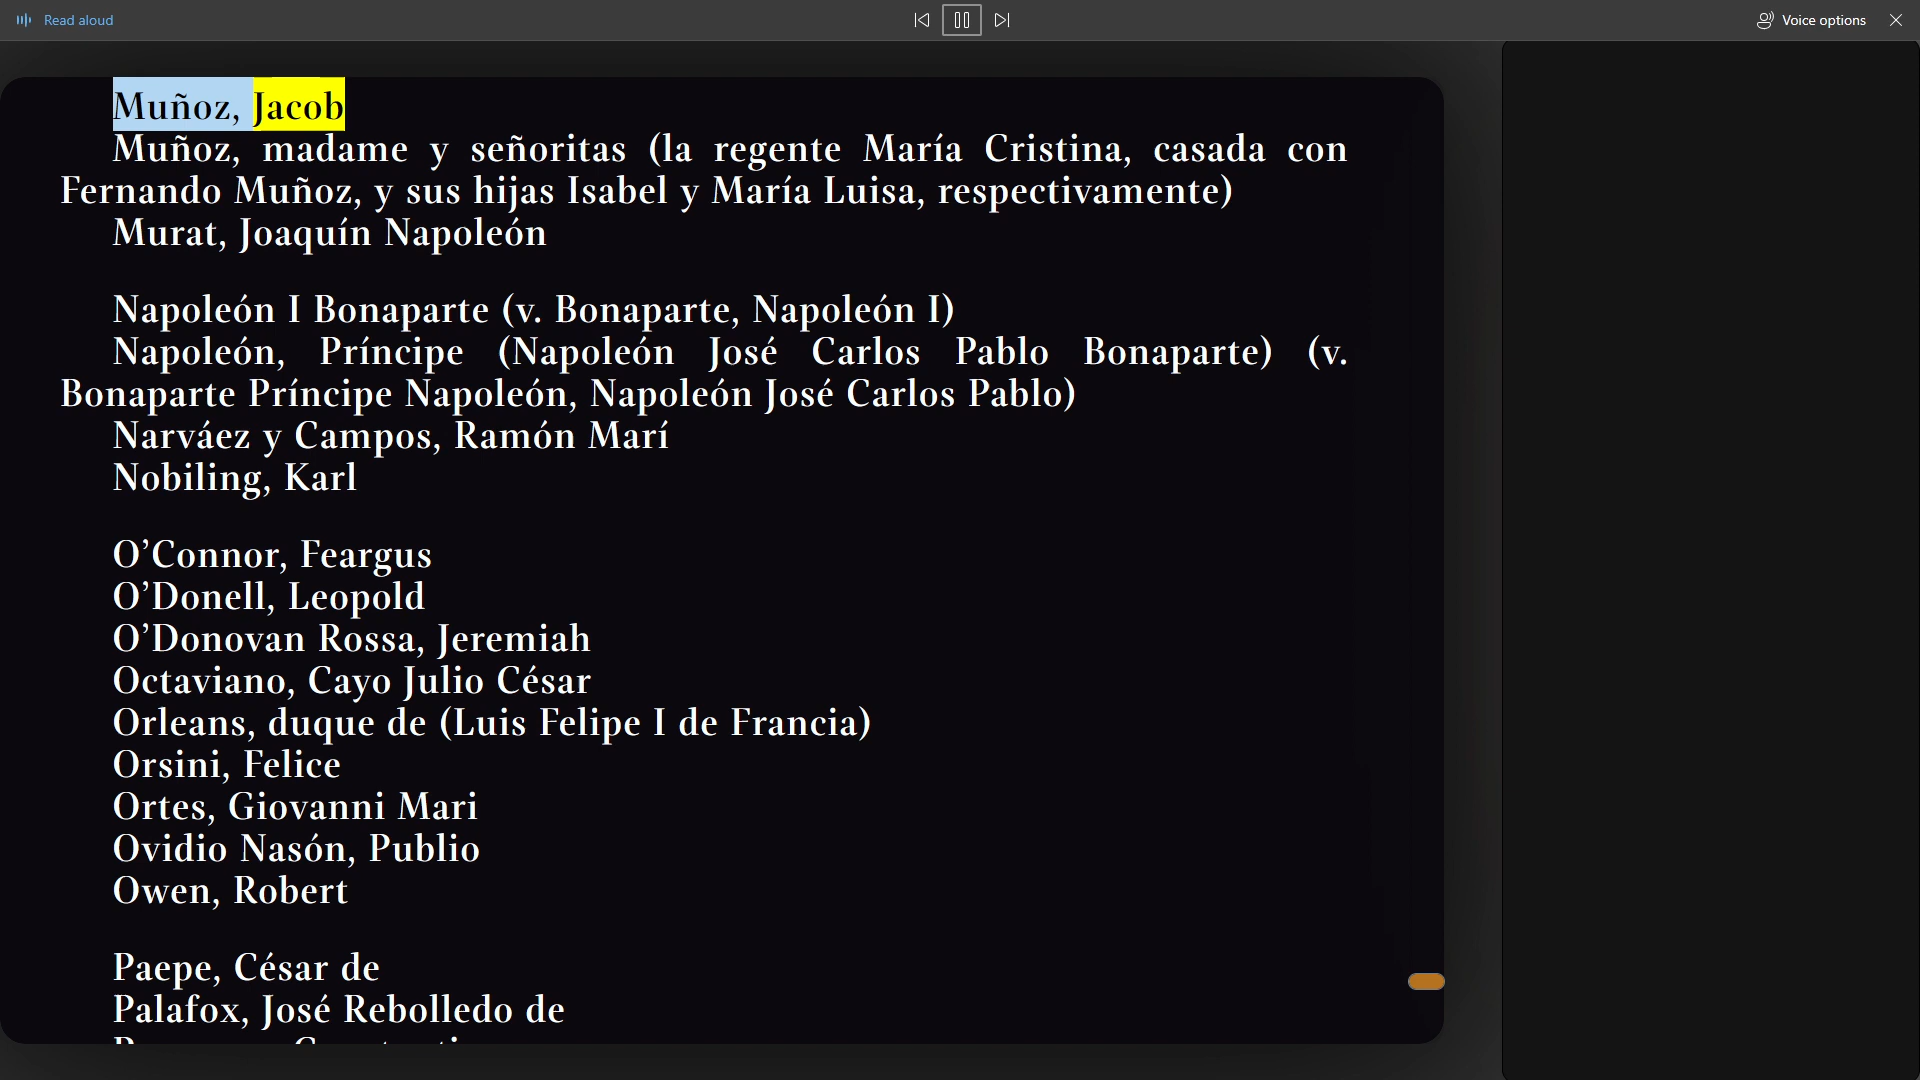 Read aloud
Voice options
Muñoz, Jacob
Muñoz, madame y señoritas (la regente María Cristina, casada con
Fernando Muñoz, y sus hijas Isabel y María Luisa, respectivamente)
Murat, Joaquín Napoleón
Napoleón I Bonaparte (v. Bonaparte, Napoleón I)
Napoleón, Príncipe (Napoleón José Carlos Pablo Bonaparte) (v.
Bonaparte Príncipe Napoleón, Napoleón José Carlos Pablo)
Narváez y Campos, Ramón Marí
Nobiling, Karl
O’Connor, Feargus
O’Donell, Leopold
O’Donovan Rossa, Jeremiah
Octaviano, Cayo Julio César
Orleans, duque de (Luis Felipe I de Francia)
Orsini, Felice
Ortes, Giovanni Mari
Ovidio Nasón, Publio
Owen, Robert
Paepe, César de
Palafox, José Rebolledo de